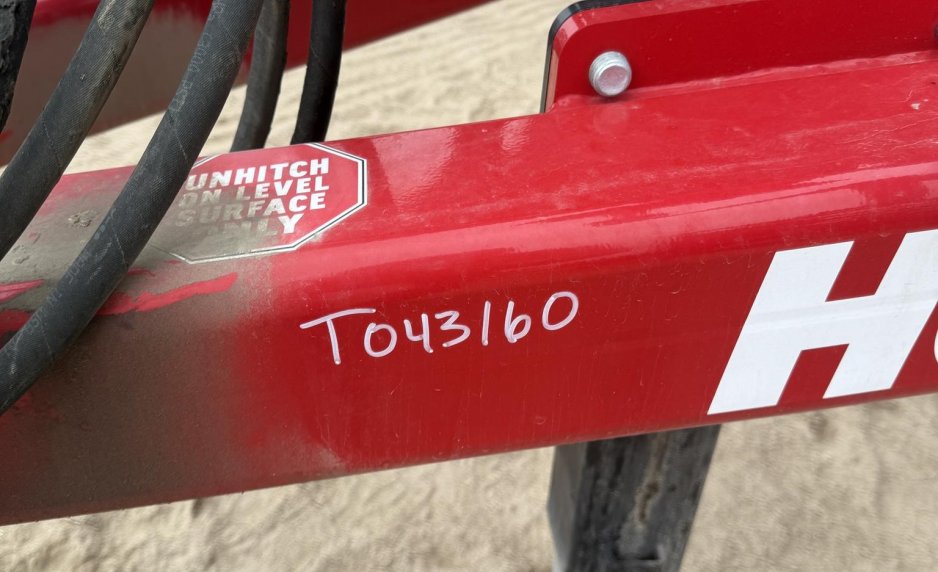 UNHITCH
ON LEVEL
SURFACE
ONLY
T043160
H